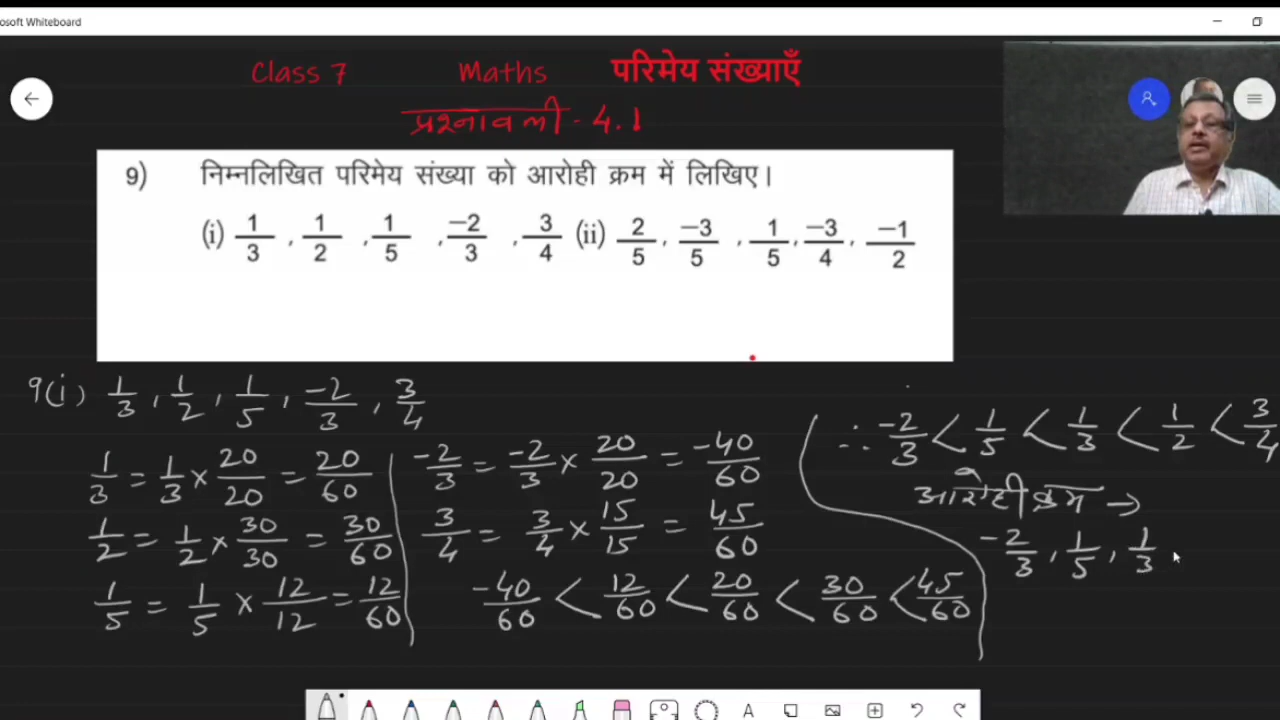 osoft Whiteboard
Class 7 Maths परिमेय संख्याएँ
प्रश्नावली - 4.1
9) निम्नलिखित परिमेय संख्या को आरोही क्रम में लिखिए।
(i) 1/3, 1/2, 1/5, -2/3, 3/4 (ii) 2/5, -3/5, 1/5, -3/4, -1/2
9(i) 1/3, 1/2, 1/5, -2/3, 3/4
1/3 = 1/3 × 20/20 = 20/60
1/2 = 1/2 × 30/30 = 30/60
1/5 = 1/5 × 12/12 = 12/60
-2/3 = -2/3 × 20/20 = -40/60
3/4 = 3/4 × 15/15 = 45/60
-40/60 < 12/60 < 20/60 < 30/60 < 45/60
∴ -2/3 < 1/5 < 1/3 < 1/2 < 3/4
आरोही क्रम →
-2/3, 1/5, 1/3
A